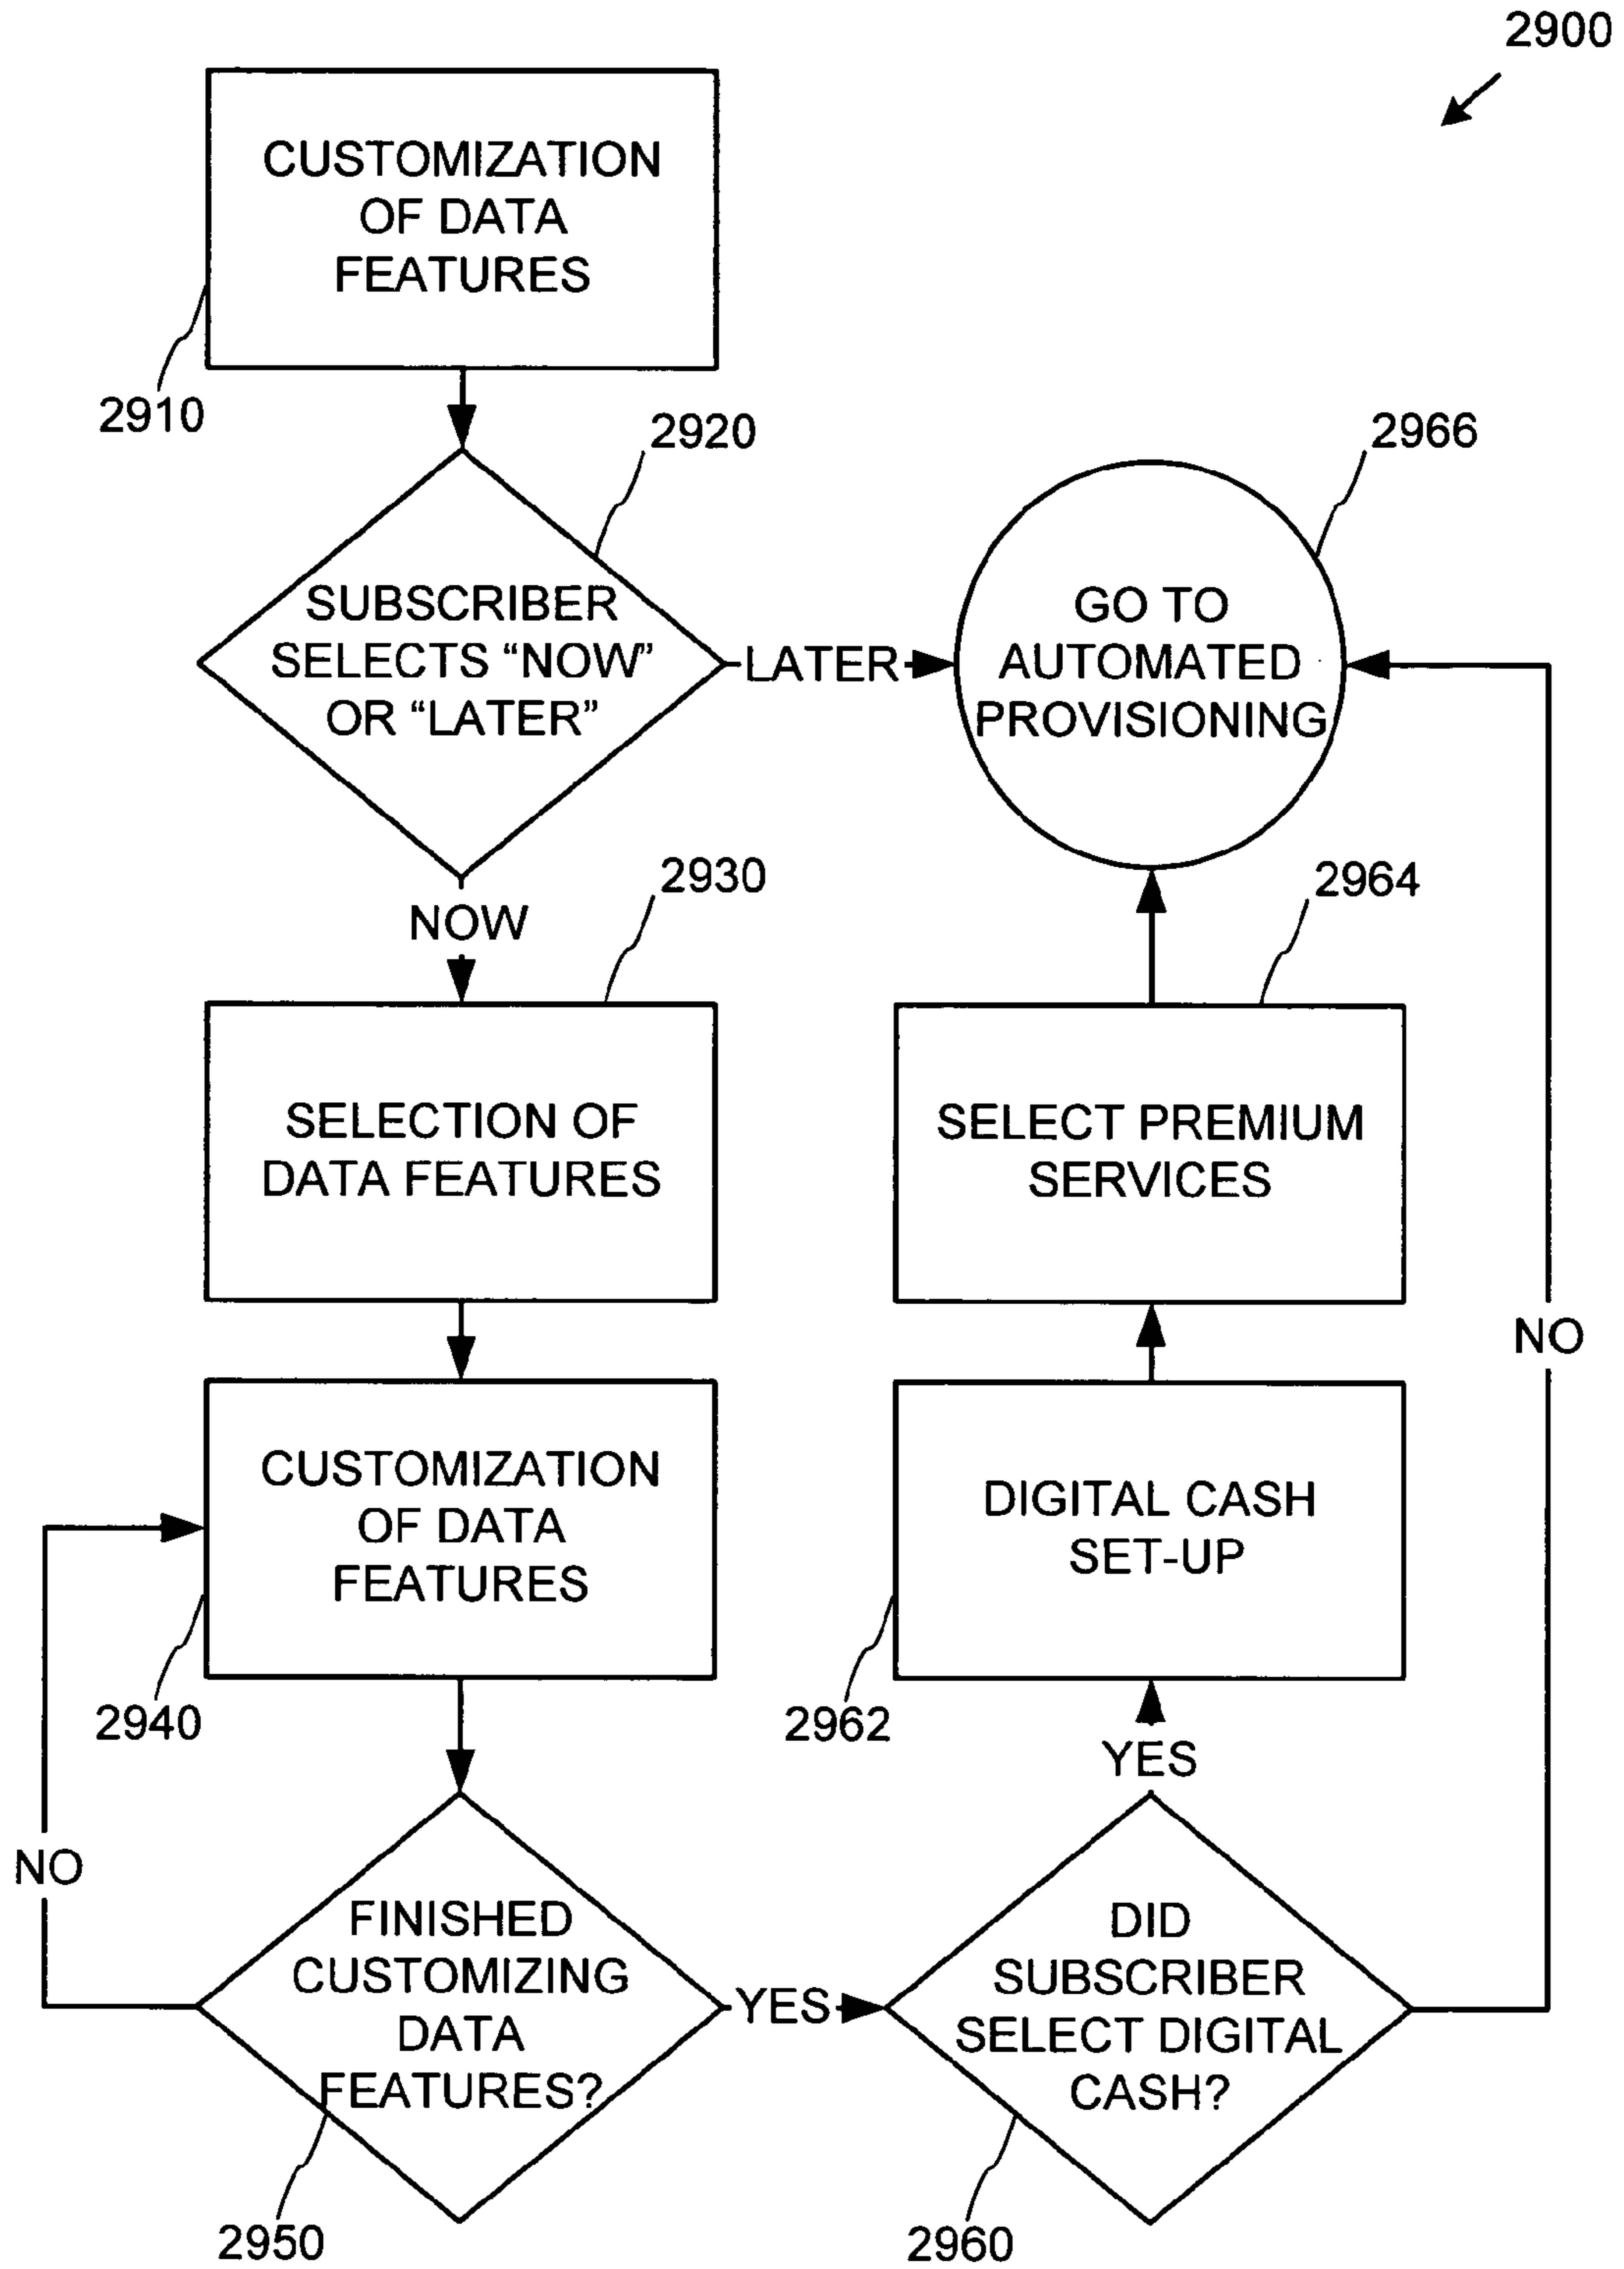 2900
CUSTOMIZATION
OF DATA
FEATURES
2910
2920
SUBSCRIBER
SELECTS “NOW”
OR “LATER”
LATER
2966
GO TO
AUTOMATED
PROVISIONING
NOW
2930
SELECTION OF
DATA FEATURES
2964
SELECT PREMIUM
SERVICES
NO
CUSTOMIZATION
OF DATA
FEATURES
2940
DIGITAL CASH
SET-UP
2962
YES
NO
FINISHED
CUSTOMIZING
DATA
FEATURES?
2950
YES
DID
SUBSCRIBER
SELECT DIGITAL
CASH?
2960